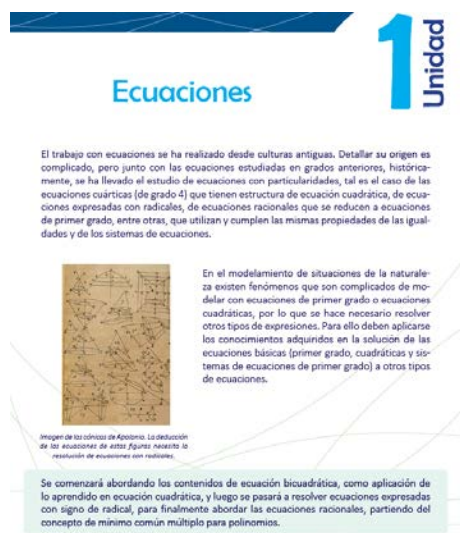 1
Unidad
Ecuaciones
El trabajo con ecuaciones se ha realizado desde culturas antiguas. Detallar su origen es
complicado, pero junto con las ecuaciones estudiadas en grados anteriores, histórica-
mente, se ha llevado el estudio de ecuaciones con particularidades, tal es el caso de las
ecuaciones cuárticas (de grado 4) que tienen estructura de ecuación cuadrática, de ecua-
ciones expresadas con radicales, de ecuaciones racionales que se reducen a ecuaciones
de primer grado, entre otras, que utilizan y cumplen las mismas propiedades de las igual-
dades y de los sistemas de ecuaciones.
En el modelamiento de situaciones de la naturale-
za existen fenómenos que son complicados de mo-
delar con ecuaciones de primer grado o ecuaciones
cuadráticas, por lo que se hace necesario resolver
otros tipos de expresiones. Para ello deben aplicarse
los conocimientos adquiridos en la solución de las
ecuaciones básicas (primer grado, cuadráticas y sis-
temas de ecuaciones de primer grado) a otros tipos
de ecuaciones.
Imagen de las cónicas de Apolonio. La deducción
de las ecuaciones de estas figuras necesita la
resolución de ecuaciones con radicales.
Se comenzará abordando los contenidos de ecuación bicuadrática, como aplicación de
lo aprendido en ecuación cuadrática, y luego se pasará a resolver ecuaciones expresadas
con signo de radical, para finalmente abordar las ecuaciones racionales, partiendo del
concepto de mínimo común múltiplo para polinomios.